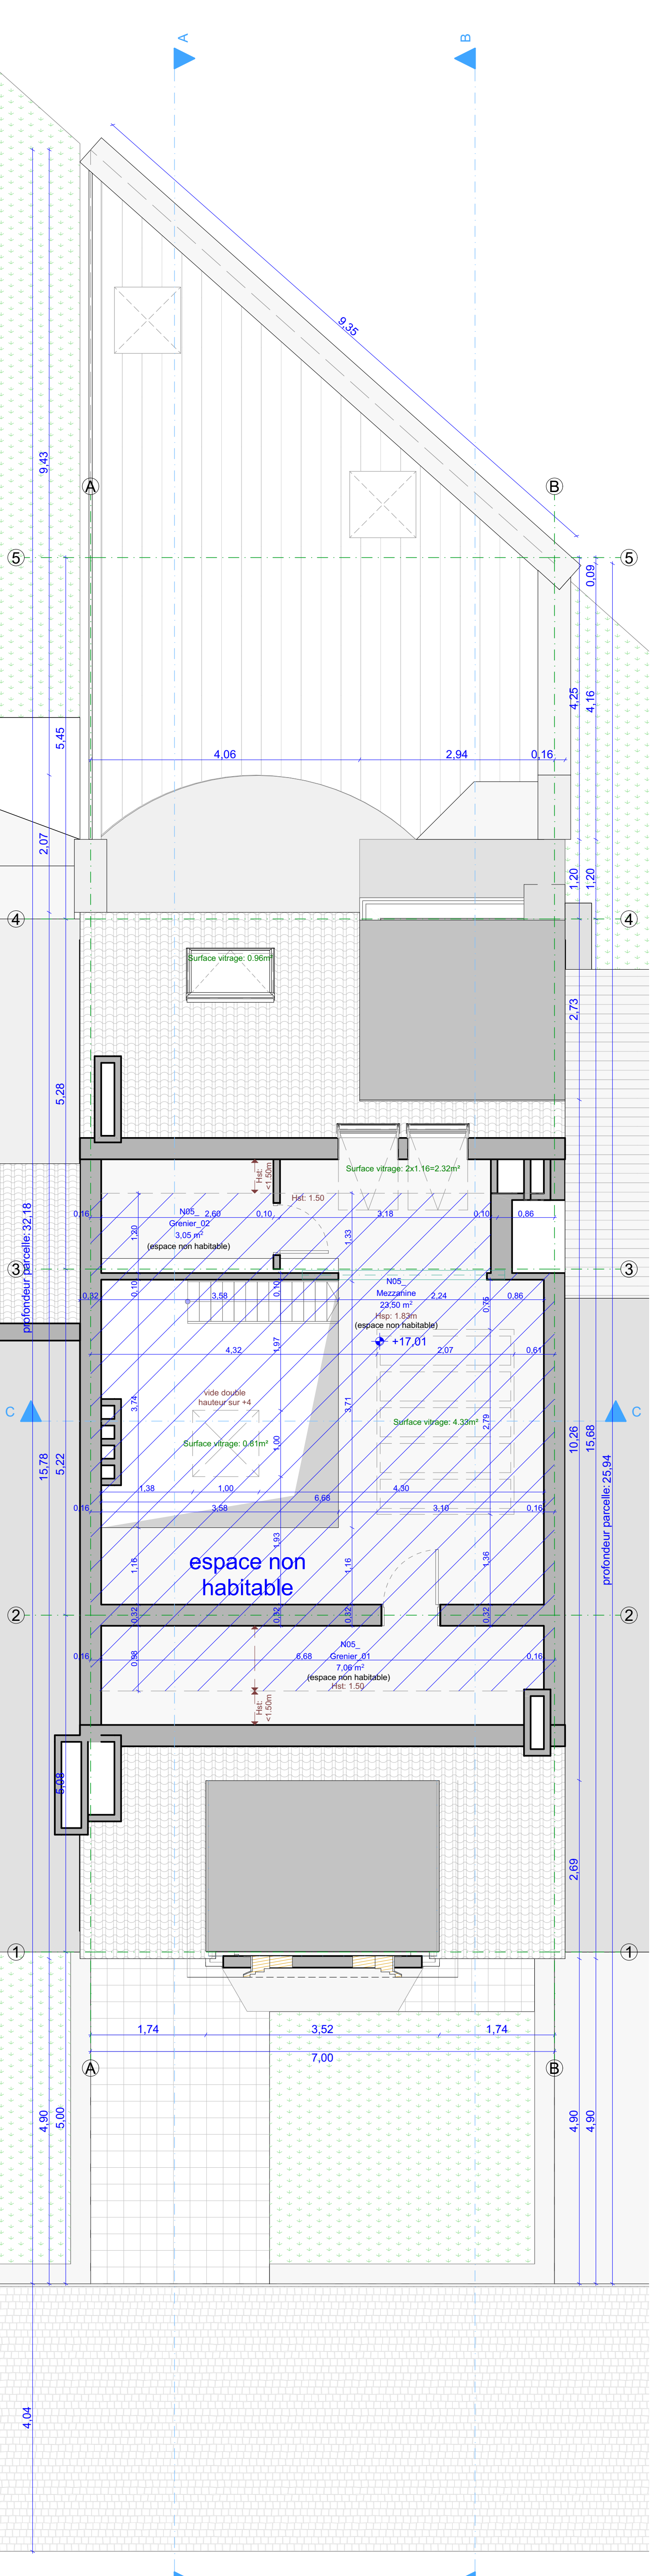 A
B
9,35
9,43
A
B
5
5
0,09
4,25
4,16
5,45
4,06
2,94
0,16
2,07
1,20
1,20
4
4
Surface vitrage: 0.96m²
2,73
5,28
Surface vitrage: 2x1.16=2.32m²
Hst:
<1.50m
Hst: 1.50
profondeur parcelle: 32,18
0,16
N05_
2,60
0,10
3,18
0,10
0,86
Grenier_02
3,05 m²
(espace non habitable)
1,20
1,33
3
3
N05_
Mezzanine
23,50 m²
Hsp: 1.83m
(espace non habitable)
+17,01
0,10
0,10
0,32
3,58
2,24
0,86
0,75
4,32
2,07
0,61
1,97
3,74
3,71
vide double
hauteur sur +4
C
C
Surface vitrage: 4.33m²
Surface vitrage: 0.81m²
2,79
1,00
15,78
5,22
10,26
15,68
profondeur parcelle: 25,94
1,38
1,00
4,30
6,68
0,16
3,58
3,10
0,16
1,93
1,16
1,16
1,36
espace non
habitable
0,32
0,32
0,32
0,32
2
2
N05_
0,16
0,98
6,68
Grenier_01
0,16
7,06 m²
(espace non habitable)
Hst: 1.50
Hst:
<1.50m
5,08
2,69
1
1
1,74
3,52
1,74
7,00
A
B
4,90
5,00
4,90
4,90
4,04